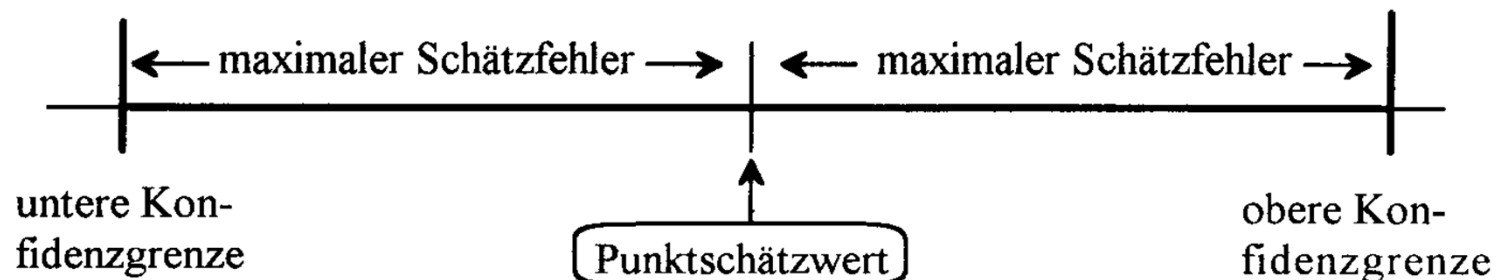 maximaler Schätzfehler
maximaler Schätzfehler
untere Kon-
fidenzgrenze
Punktschätzwert
obere Kon-
fidenzgrenze